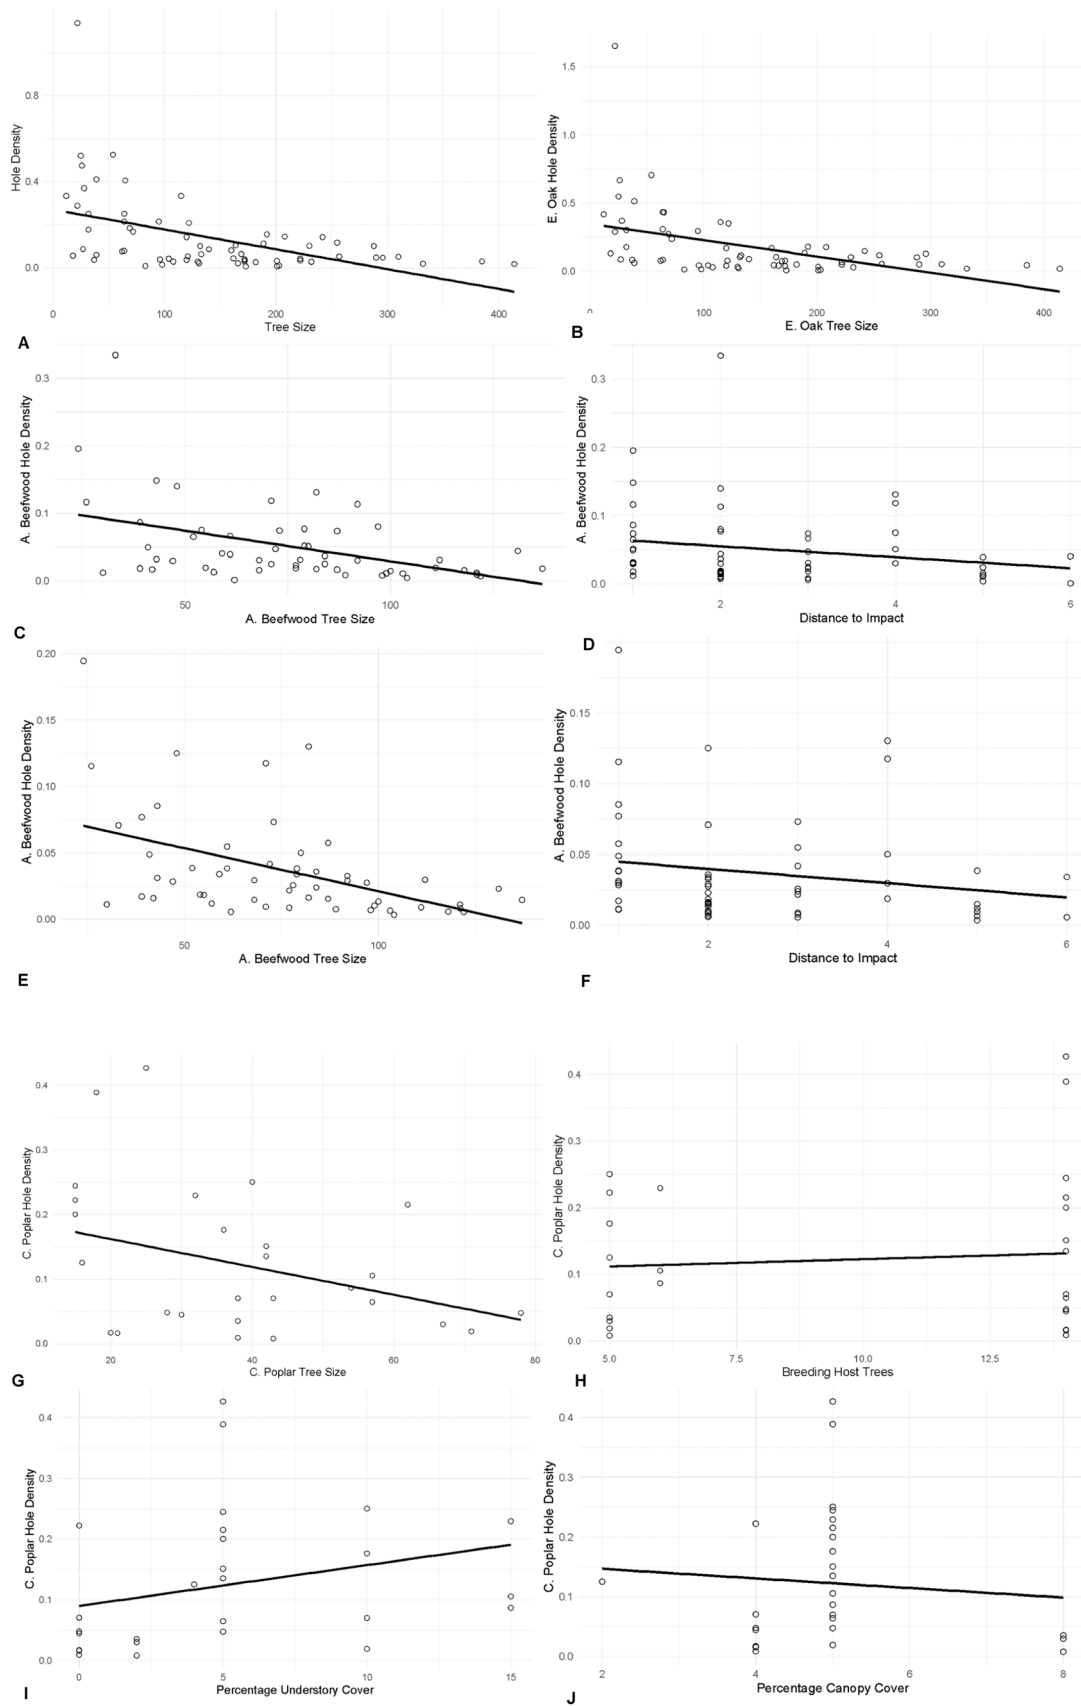 Hole Density
0.8
0.4
0.0
0
100
200
300
400
Tree Size
A
E. Oak Hole Density
1.5
1.0
0.5
0.0
100
200
300
400
E. Oak Tree Size
B
A. Beefwood Hole Density
0.3
0.2
0.1
0.0
50
100
A. Beefwood Tree Size
C
A. Beefwood Hole Density
0.3
0.2
0.1
0.0
2
4
6
Distance to Impact
D
A. Beefwood Hole Density
0.20
0.15
0.10
0.05
0.00
50
100
A. Beefwood Tree Size
E
A. Beefwood Hole Density
0.15
0.10
0.05
0.00
2
4
6
Distance to Impact
F
C. Poplar Hole Density
0.4
0.3
0.2
0.1
0.0
20
40
60
80
C. Poplar Tree Size
G
C. Poplar Hole Density
0.4
0.3
0.2
0.1
0.0
5.0
7.5
10.0
12.5
Breeding Host Trees
H
C. Poplar Hole Density
0.4
0.3
0.2
0.1
0.0
0
5
10
15
Percentage Understory Cover
I
C. Poplar Hole Density
0.4
0.3
0.2
0.1
0.0
2
4
6
8
Percentage Canopy Cover
J